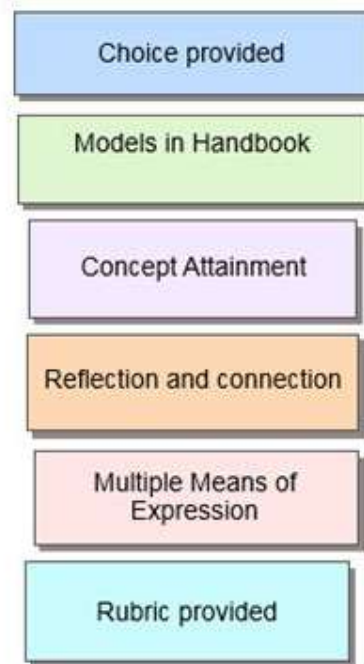 Choice provided
Models in Handbook
Concept Attainment
Reflection and connection
Multiple Means of
Expression
Rubric provided